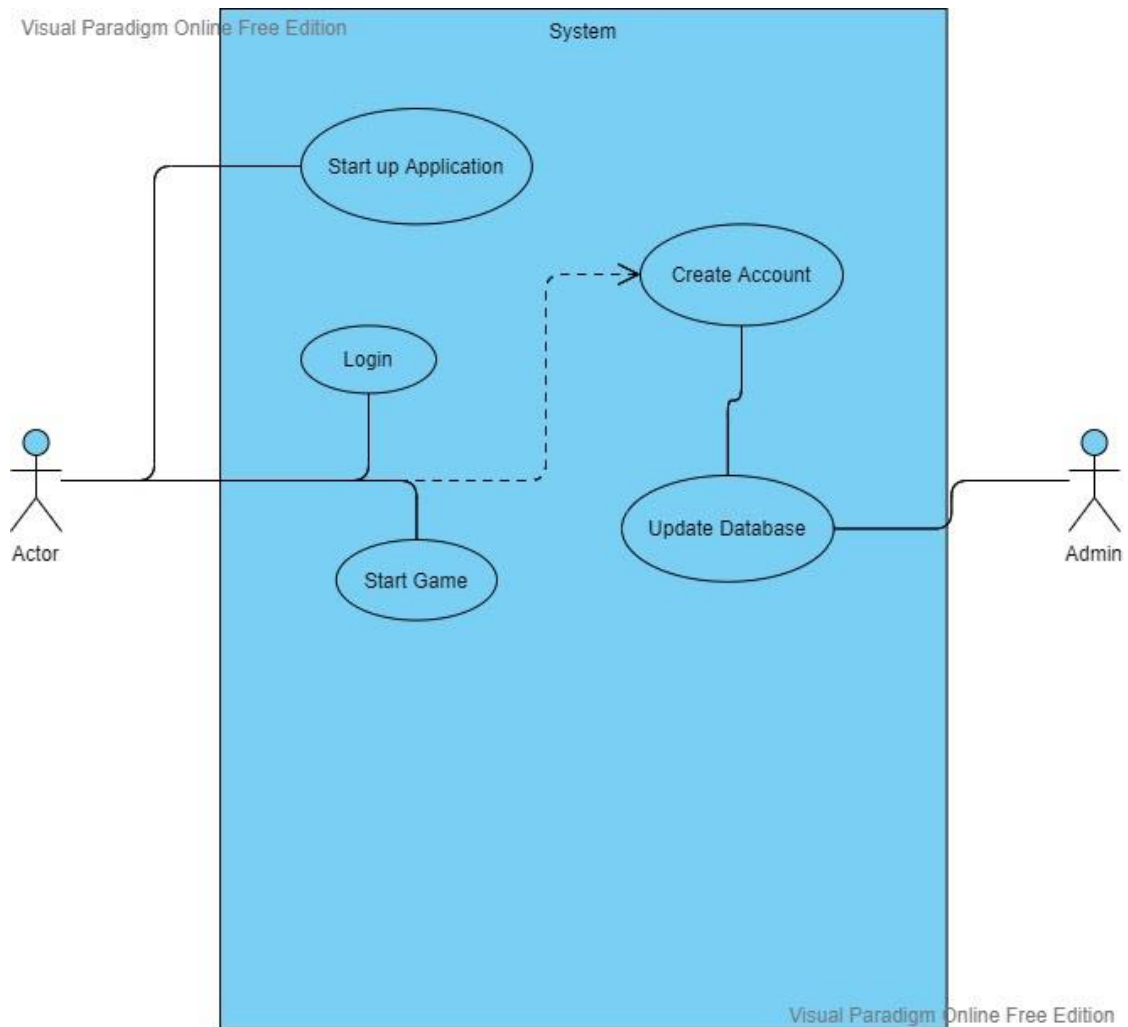 Visual Paradigm Online Free Edition
System
Start up Application
Create Account
Login
Actor
Start Game
Update Database
Admin
Visual Paradigm Online Free Edition